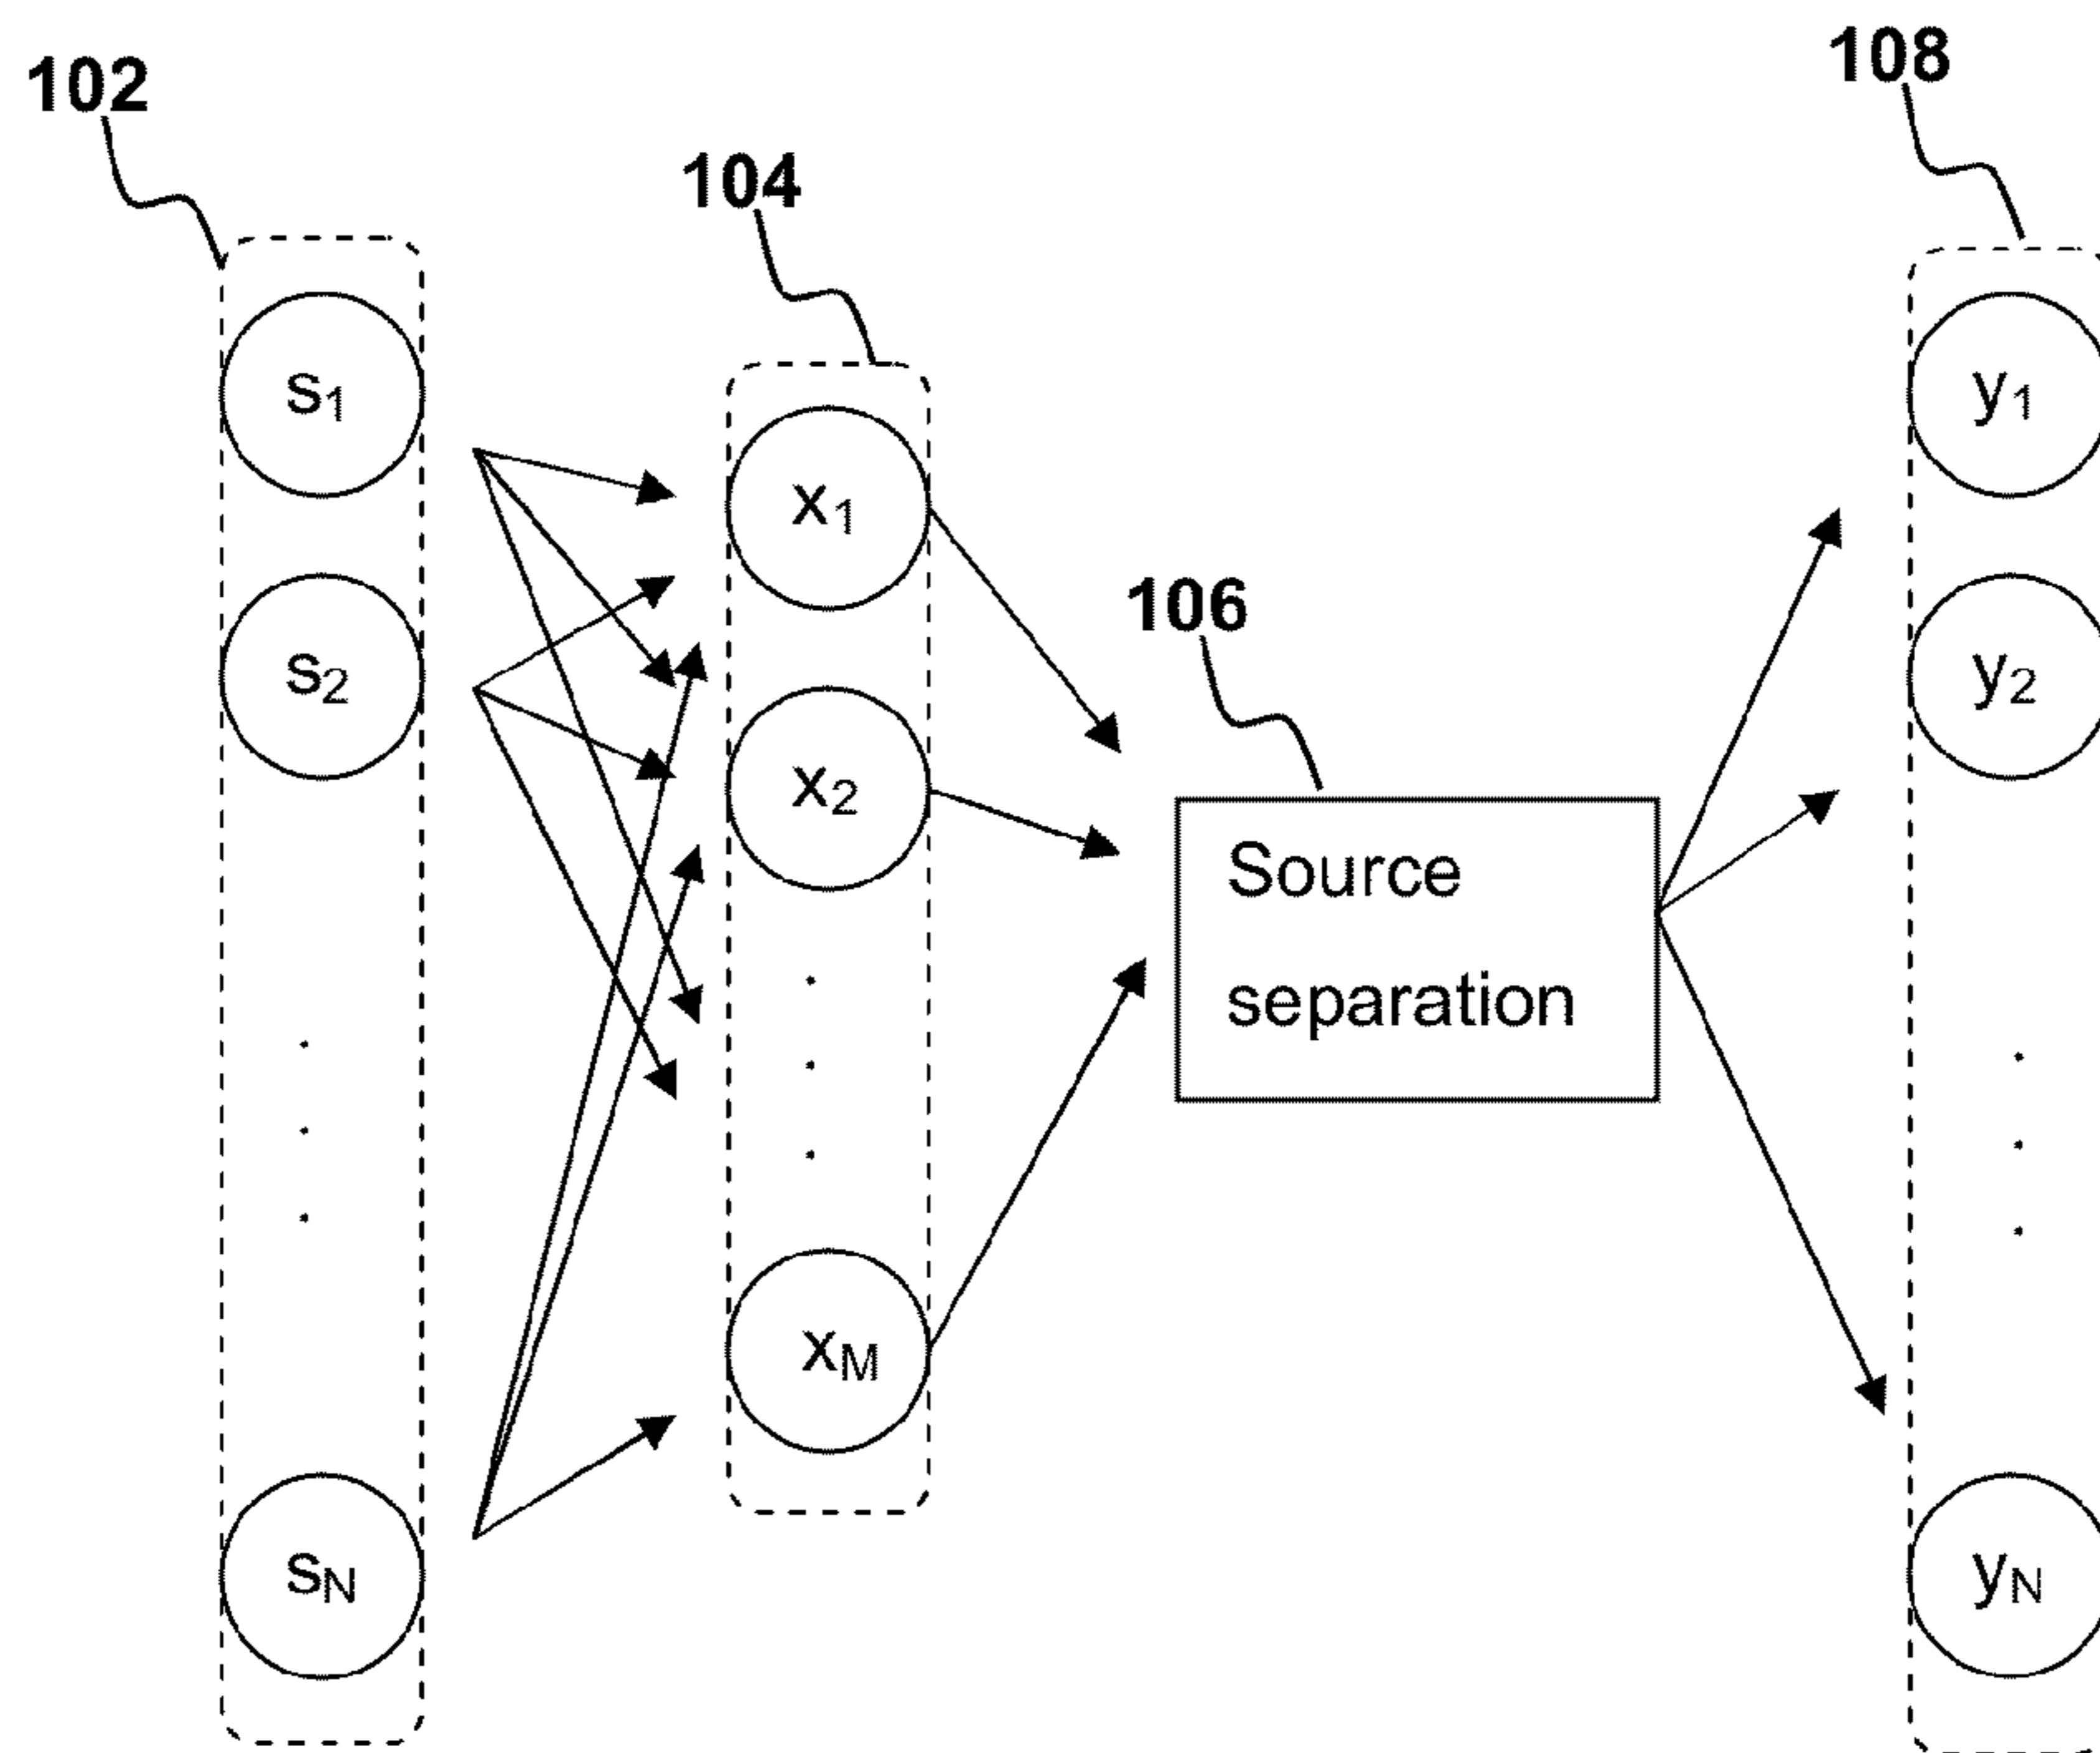 102
104
106
108
s1
s2
sN
x1
x2
xM
Source
separation
y1
y2
yN